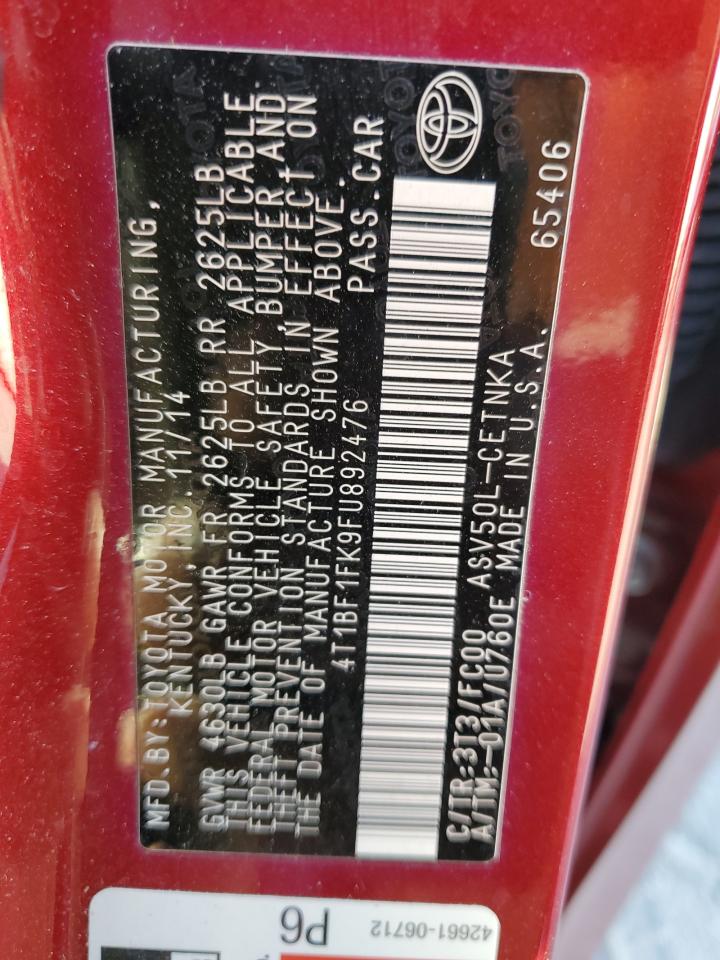 MFD.BY:TOYOTA MOTOR MANUFACTURING,
KENTUCKY,INC.11/14
GVWR 4630LB GAWR FR 2625LB RR 2625LB
THIS VEHICLE CONFORMS TO ALL APPLICABLE
FEDERAL MOTOR VEHICLE SAFETY,BUMPER AND
THEFT PREVENTION STANDARDS IN EFFECT ON
THE DATE OF MANUFACTURE SHOWN ABOVE.
4T1BF1FK9FU892476 PASS.CAR
C/TR:3T3/FC00 ASV50L-CETNKA
A/TM:-01A/U760E MADE IN U.S.A. 65406
42661-06712
P6